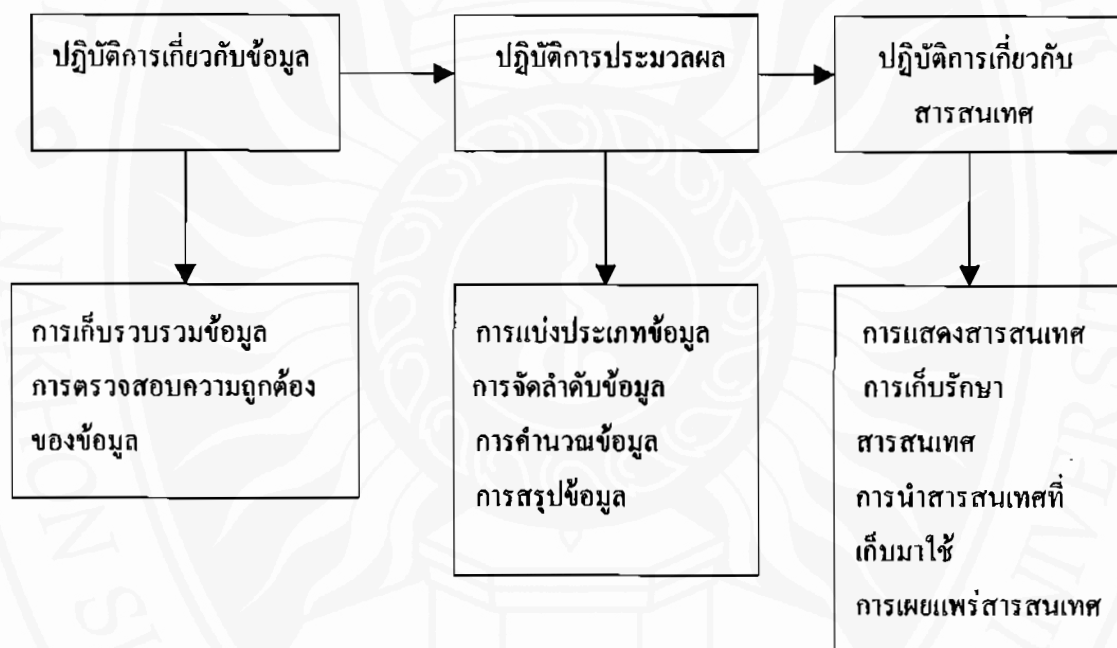 ปฏิบัติการเกี่ยวกับข้อมูล
ปฏิบัติการประมวลผล
ปฏิบัติการเกี่ยวกับ
สารสนเทศ
การเก็บรวบรวมข้อมูล
การตรวจสอบความถูกต้อง
ของข้อมูล
การแบ่งประเภทข้อมูล
การจัดลำดับข้อมูล
การคำนวณข้อมูล
การสรุปข้อมูล
การแสดงสารสนเทศ
การเก็บรักษา
สารสนเทศ
การนำสารสนเทศที่
เก็บมาใช้
การเผยแพร่สารสนเทศ